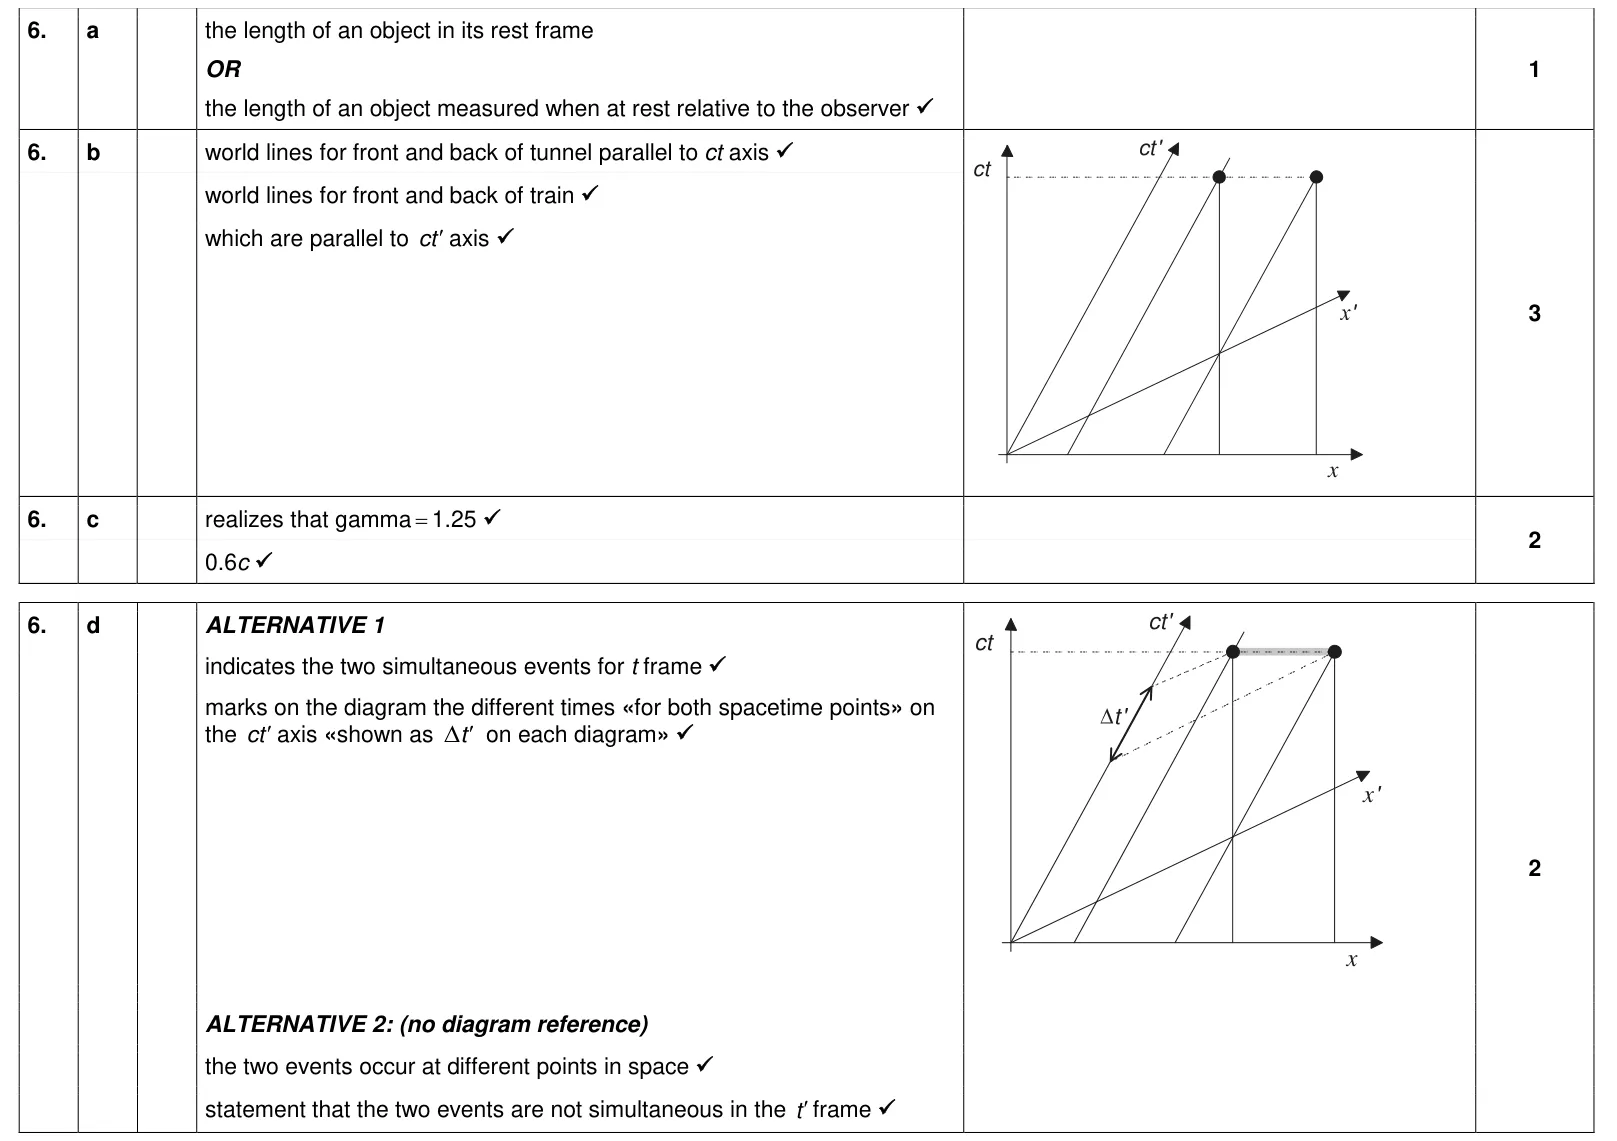 6. a the length of an object in its rest frame
OR
the length of an object measured when at rest relative to the observer ✓
1
6. b world lines for front and back of tunnel parallel to ct axis ✓
world lines for front and back of train ✓
which are parallel to ct′ axis ✓
ct
ct'
x'
x
3
6. c realizes that gamma = 1.25 ✓
0.6c ✓
2
6. d ALTERNATIVE 1
indicates the two simultaneous events for t frame ✓
marks on the diagram the different times «for both spacetime points» on
the ct′ axis «shown as Δt′ on each diagram» ✓
ct
ct'
Δt'
x'
x
2
ALTERNATIVE 2: (no diagram reference)
the two events occur at different points in space ✓
statement that the two events are not simultaneous in the t′ frame ✓